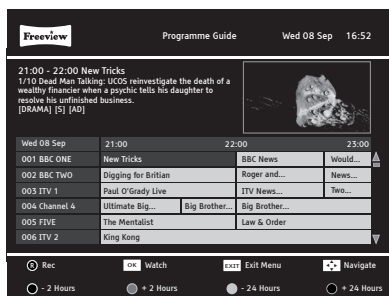 Freeview Programme Guide Wed 08 Sep 16:52
21:00 - 22:00 New Tricks
1/10 Dead Man Talking: UCOS reinvestigate the death of a
wealthy financier when a psychic tells his daughter to
resolve his unfinished
business.
[DRAMA] [S] [AD]
Wed 08 Sep 21:00 22:00 23:00
001 BBC ONE New Tricks BBC News Would...
002 BBC TWO Digging for Britian Roger and... News...
003 ITV 1 Paul O'Grady Live ITV News... Two...
004 Channel 4 Ultimate Big... Big Brother... Big Brother...
005 FIVE The Mentalist Law & Order
006 ITV 2 King Kong
R Rec OK Watch EXIT Exit Menu Navigate
- 2 Hours + 2 Hours - 24 Hours + 24 Hours